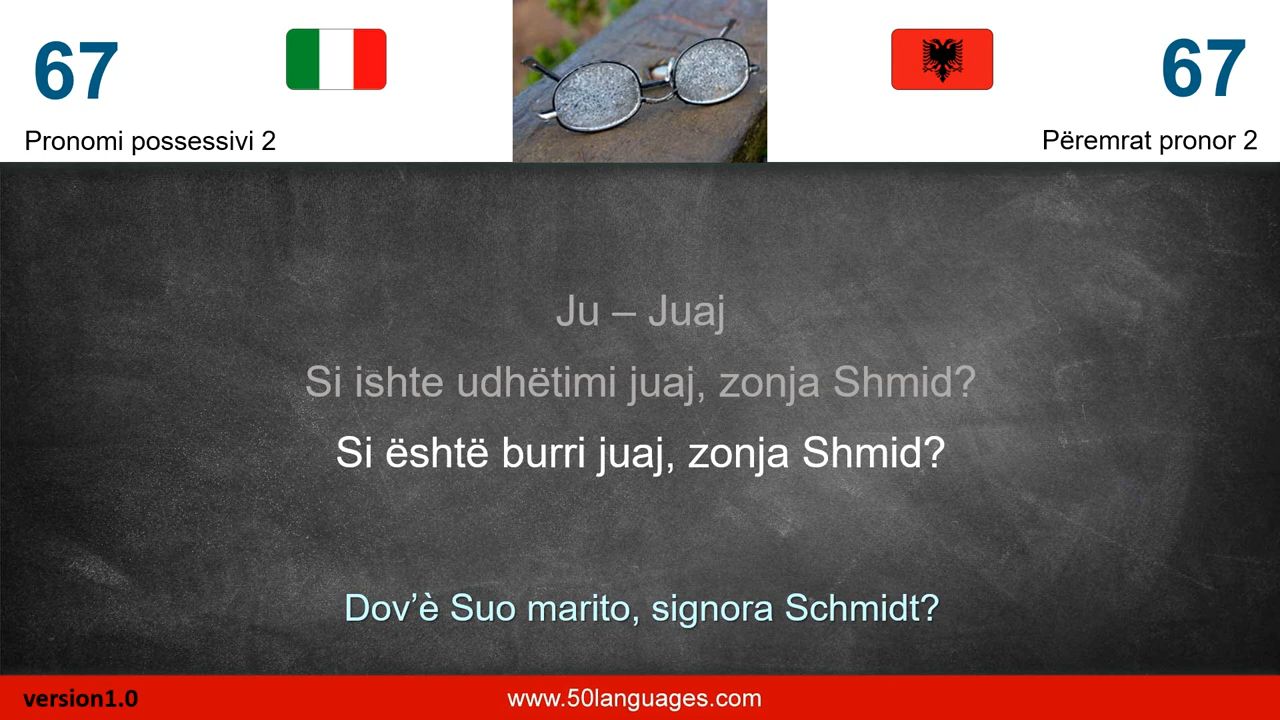 67
67
Pronomi possessivi 2
Përemrat pronor 2
Ju – Juaj
Si ishte udhëtimi juaj, zonja Shmid?
Si është burri juaj, zonja Shmid?
Dov’è Suo marito, signora Schmidt?
version1.0
www.50languages.com